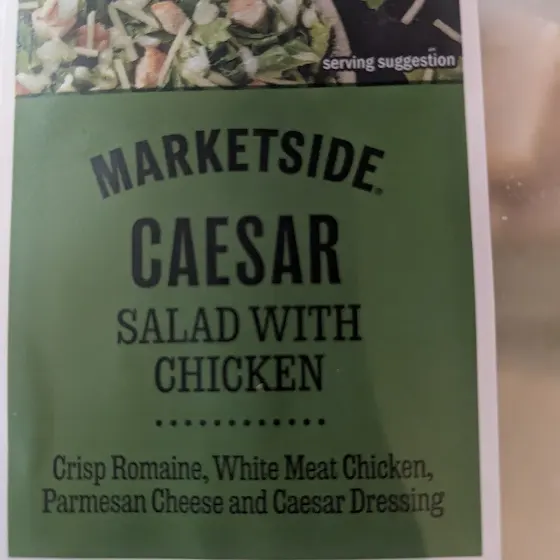 serving suggestion
MARKETSIDE®
CAESAR
SALAD WITH
CHICKEN
Crisp Romaine, White Meat Chicken,
Parmesan Cheese and Caesar Dressing